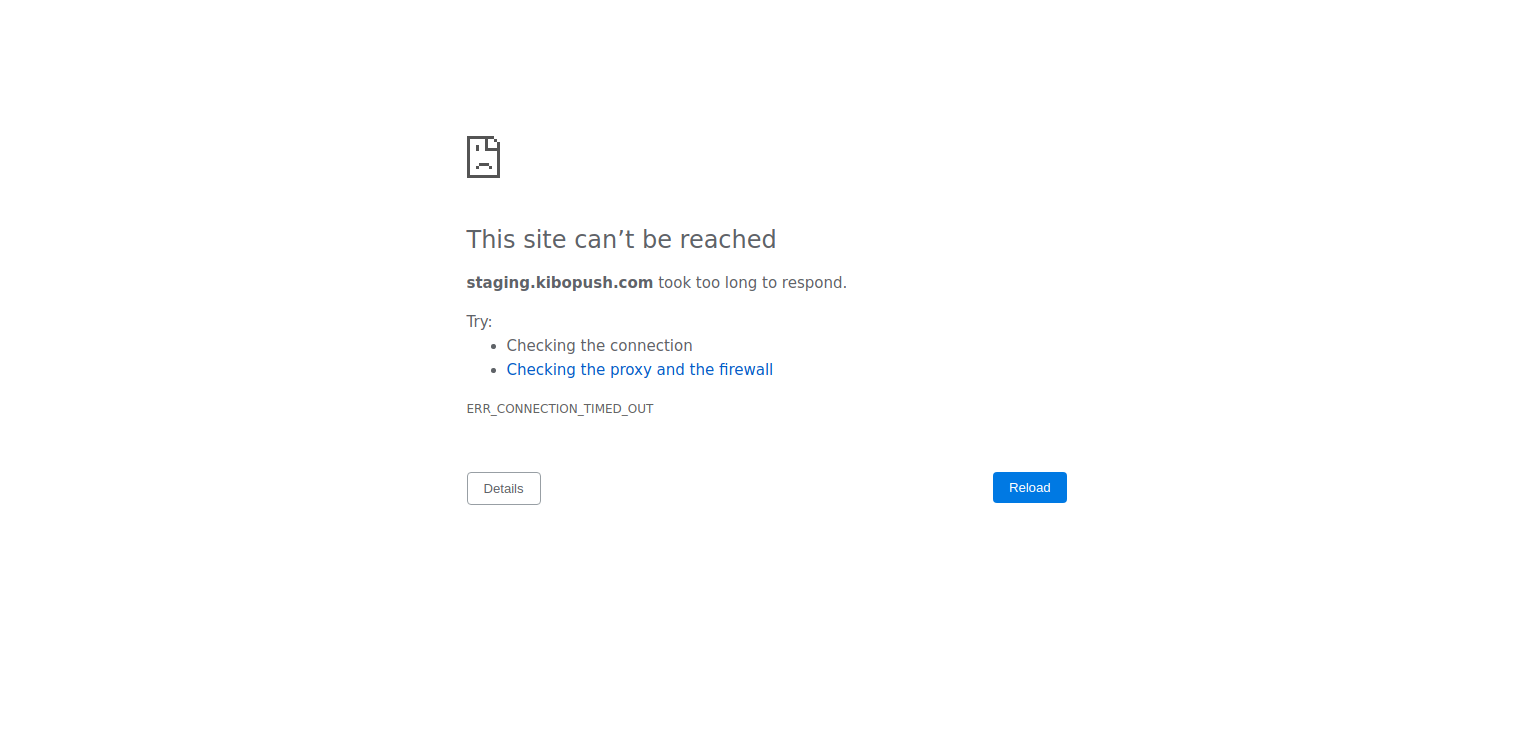 This site can’t be reached
staging.kibopush.com took too long to respond.
Try:
Checking the connection
Checking the proxy and the firewall
ERR_CONNECTION_TIMED_OUT
Details
Reload